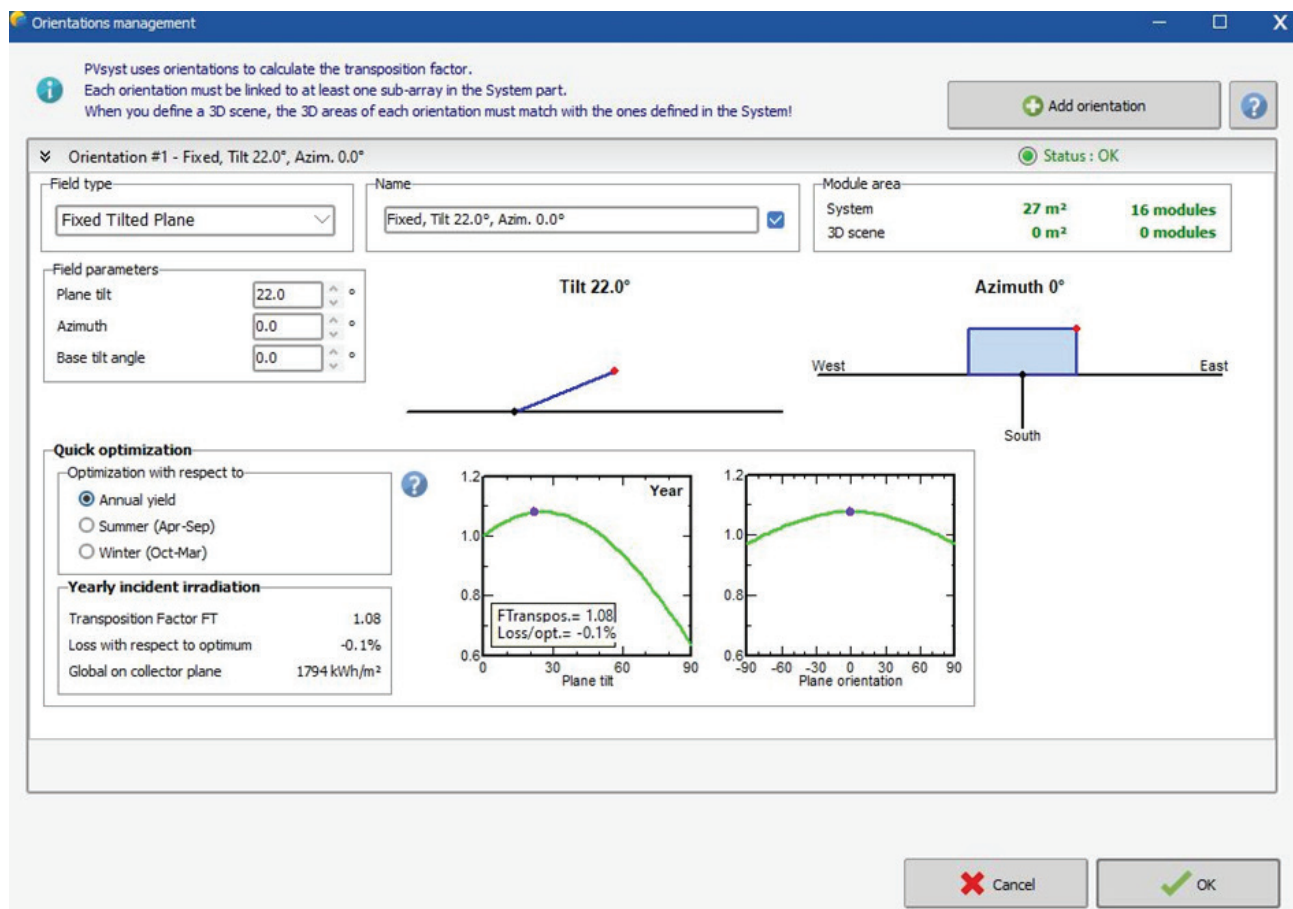 Orientations management
PVsyst uses orientations to calculate the transposition factor.
Each orientation must be linked to at least one sub-array in the System part.
When you define a 3D scene, the 3D areas of each orientation must match with the ones defined in the System!
Add orientation
?
Orientation #1 - Fixed, Tilt 22.0°, Azim. 0.0°
Status : OK
Field type
Fixed Tilted Plane
Name
Fixed, Tilt 22.0°, Azim. 0.0°
Module area
System 27 m² 16 modules
3D scene 0 m² 0 modules
Field parameters
Plane tilt 22.0 °
Azimuth 0.0 °
Base tilt angle 0.0 °
Tilt 22.0°
Azimuth 0°
West East
South
Quick optimization
Optimization with respect to
Annual yield
Summer (Apr-Sep)
Winter (Oct-Mar)
?
Yearly incident irradiation
Transposition Factor FT 1.08
Loss with respect to optimum -0.1%
Global on collector plane 1794 kWh/m²
Year
1.2
1.0
0.8
0.6
FTranspos.= 1.08
Loss/opt.= -0.1%
0 30 60 90
Plane tilt
1.2
1.0
0.8
0.6
-90 -60 -30 0 30 60 90
Plane orientation
Cancel
OK